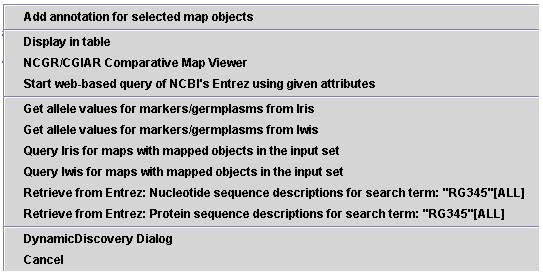 Add annotation for selected map objects
Display in table
NCGR/CGIAR Comparative Map Viewer
Start web-based query of NCBI's Entrez using given attributes
Get allele values for markers/germplasms from Iris
Get allele values for markers/germplasms from Iwis
Query Iris for maps with mapped objects in the input set
Query Iwis for maps with mapped objects in the input set
Retrieve from Entrez: Nucleotide sequence descriptions for search term: "RG345"[ALL]
Retrieve from Entrez: Protein sequence descriptions for search term: "RG345"[ALL]
DynamicDiscovery Dialog
Cancel